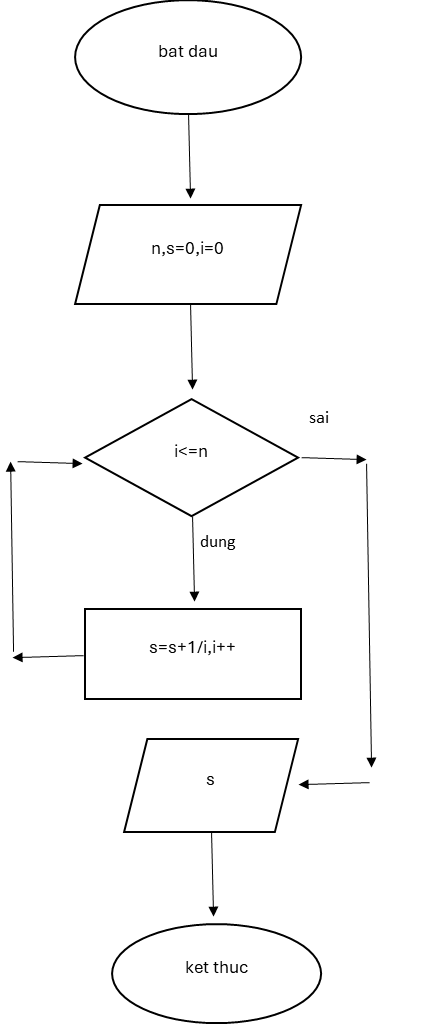 bat dau
n,s=0,i=0
sai
i<=n
dung
s=s+1/i,i++
s
ket thuc